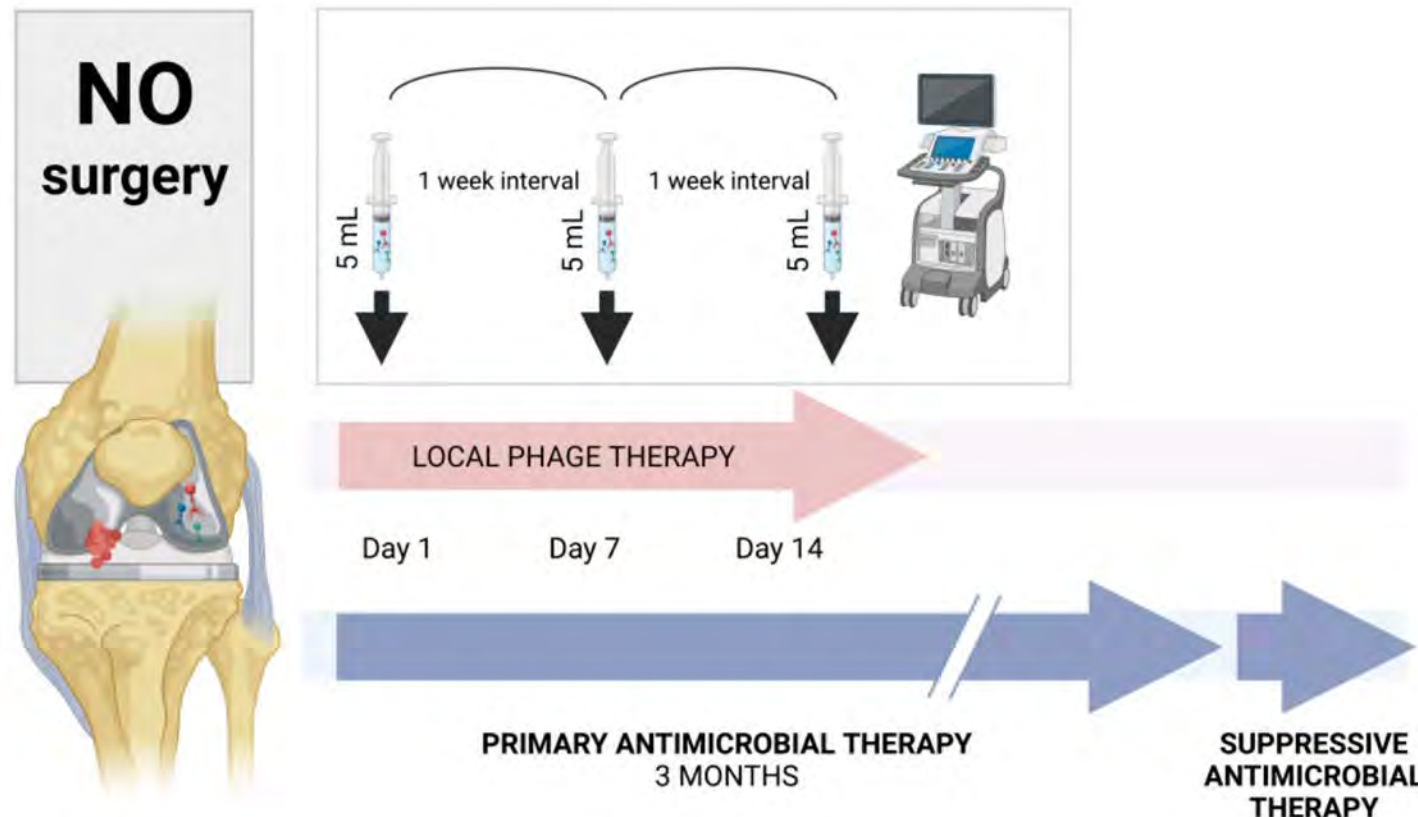 NO
surgery
1 week interval
1 week interval
5 mL
5 mL
5 mL
LOCAL PHAGE THERAPY
Day 1
Day 7
Day 14
PRIMARY ANTIMICROBIAL THERAPY
3 MONTHS
SUPPRESSIVE
ANTIMICROBIAL
THERAPY